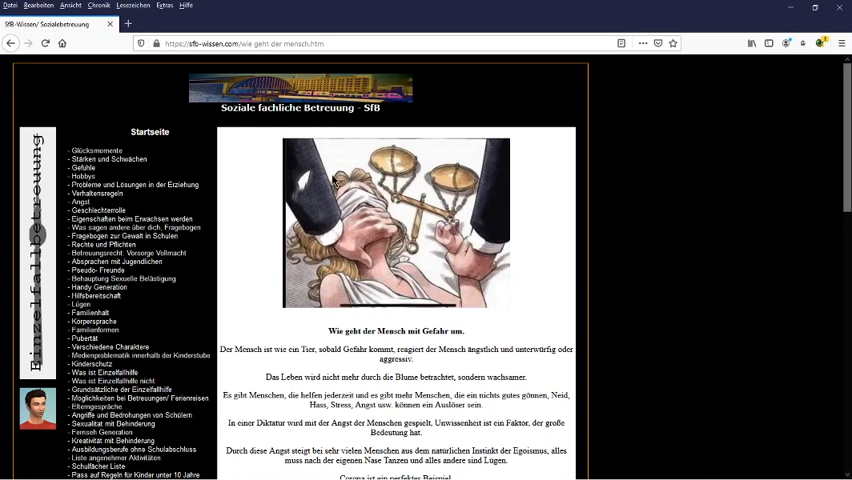 Datei Bearbeiten Ansicht Chronik Lesezeichen Extras Hilfe
SfB-Wissen/ Sozialebetreuung
https://sfb-wissen.com/wie geht der mensch.htm
Soziale fachliche Betreuung - SfB
Einzelfallbetreuung
Startseite
- Glücksmomente
- Stärken und Schwächen
- Gefühle
- Hobbys
- Probleme und Lösungen in der Erziehung
- Verhaltensregeln
- Angst
- Geschlechterrolle
- Eigenschaften beim Erwachsen werden
- Was sagen andere über dich, Fragebogen
- Fragebogen zur Gewalt in Schulen
- Rechte und Pflichten
- Betreuungsrecht: Vorsorge Vollmacht
- Absprachen mit Jugendlichen
- Pseudo- Freunde
- Behauptung Sexuelle Belästigung
- Handy Generation
- Hilfsbereitschaft
- Lügen
- Familienhalt
- Körpersprache
- Familienformen
- Pubertät
- Verschiedene Charaktere
- Medienproblematik innerhalb der Kinderstube
- Kinderschutz
- Was ist Einzelfallhilfe
- Was ist Einzelfallhilfe nicht
- Grundsätzliche der Einzelfallhilfe
- Möglichkeiten bei Betreuungen/ Ferienreisen
- Elterngespräche
- Angriffe und Bedrohungen von Schülern
- Sexualität mit Behinderung
- Fernseh Generation
- Kreativität mit Behinderung
- Ausbildungsberufe ohne Schulabschluss
- Liste angenehmer Aktivitäten
- Schulfächer Liste
- Pass auf Regeln für Kinder unter 10 Jahre
Wie geht der Mensch mit Gefahr um.
Der Mensch ist wie ein Tier, sobald Gefahr kommt, reagiert der Mensch ängstlich und unterwürfig oder
aggressiv.
Das Leben wird nicht mehr durch die Blume betrachtet, sondern wachsamer.
Es gibt Menschen, die helfen jederzeit und es gibt mehr Menschen, die ein nichts gutes gönnen, Neid,
Hass, Stress, Angst usw. können ein Auslöser sein.
In einer Diktatur wird mit der Angst der Menschen gespielt, Unwissenheit ist ein Faktor, der große
Bedeutung hat.
Durch diese Angst steigt bei sehr vielen Menschen aus dem natürlichen Instinkt der Egoismus, alles
muss nach der eigenen Nase Tanzen und alles andere sind Lügen.
Corona ist ein perfektes Beispiel.